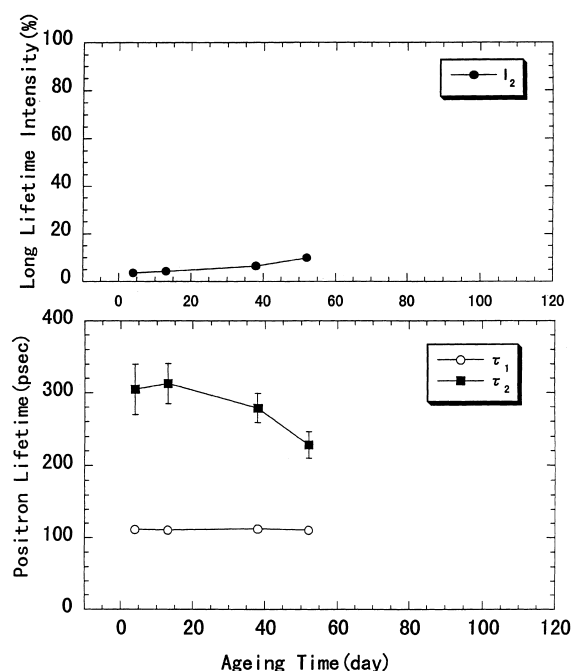 Long Lifetime Intensity(%)
100
80
60
40
20
0
I₂
0 20 40 60 80 100 120
Positron Lifetime(psec)
400
300
200
100
0
τ₁
τ₂
0 20 40 60 80 100 120
Ageing Time(day)